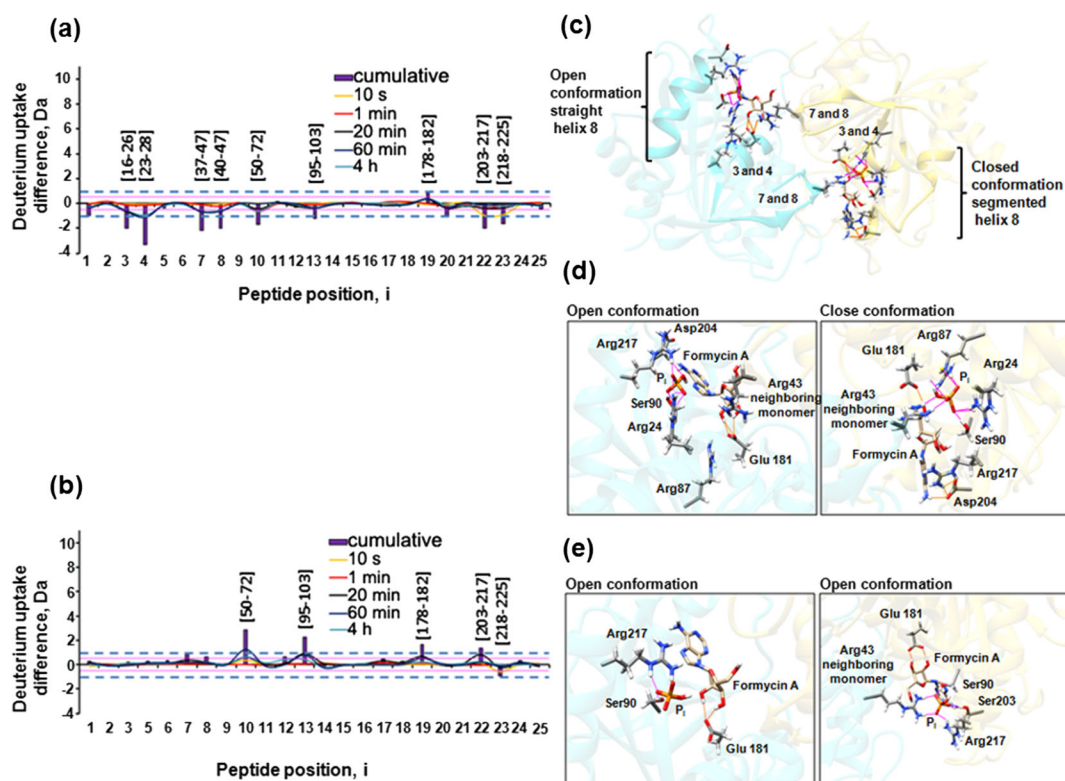 (a)
Deuterium uptake
difference, Da
10
8
6
4
2
0
-2
-4
cumulative
10 s
1 min
20 min
60 min
4 h
[16-26]
[23-28]
[37-47]
[40-47]
[50-72]
[95-103]
[178-182]
[203-217]
[218-225]
1 2 3 4 5 6 7 8 9 10 11 12 13 14 15 16 17 18 19 20 21 22 23 24 25
Peptide position, i
(b)
Deuterium uptake
difference, Da
10
8
6
4
2
0
-2
-4
cumulative
10 s
1 min
20 min
60 min
4 h
[50-72]
[95-103]
[178-182]
[203-217]
[218-225]
1 2 3 4 5 6 7 8 9 10 11 12 13 14 15 16 17 18 19 20 21 22 23 24 25
Peptide position, i
(c)
Open
conformation
straight
helix 8
7 and 8
3 and 4
3 and 4
7 and 8
Closed
conformation
segmented
helix 8
(d)
Open conformation
Asp204
Arg217
Formycin A
Pi
Ser90
Arg24
Arg43
neighboring
monomer
Glu 181
Arg87
Close conformation
Arg87
Glu 181
Arg24
Pi
Arg43
neighboring
monomer
Ser90
Formycin A
Arg217
Asp204
(e)
Open conformation
Arg217
Formycin A
Ser90
Pi
Glu 181
Open conformation
Glu 181
Arg43
neighboring
monomer
Formycin A
Ser90
Ser203
Pi
Arg217